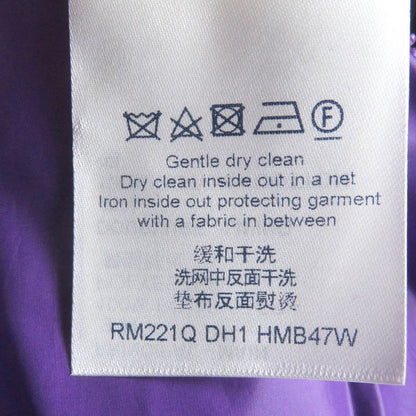 F
Gentle dry clean
Dry clean inside out in a net
Iron inside out protecting garment
with a fabric in between
缓和干洗
洗网中反面干洗
垫布反面熨烫
RM221Q DH1 HMB47W